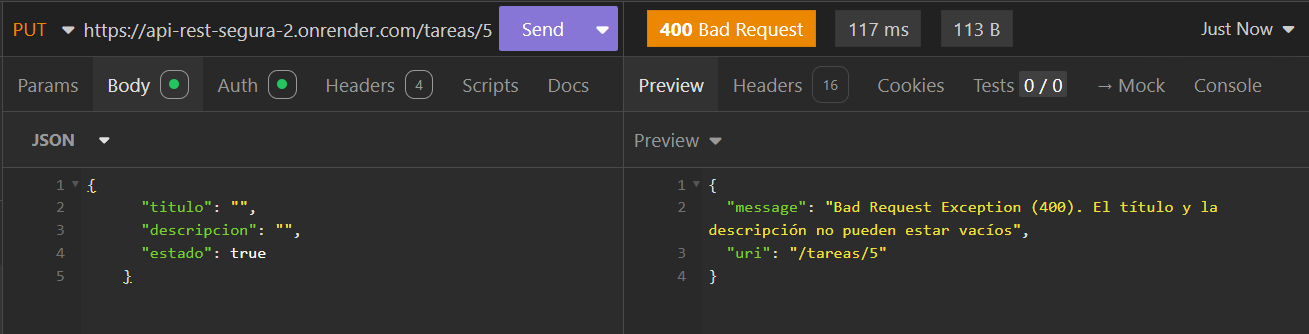 PUT https://api-rest-segura-2.onrender.com/tareas/5 Send 400 Bad Request 117 ms 113 B Just Now
Params Body Auth Headers 4 Scripts Docs Preview Headers 16 Cookies Tests 0 / 0 → Mock Console
JSON
1 {
2 "titulo": "",
3 "descripcion": "",
4 "estado": true
5 }
Preview
1 {
2 "message": "Bad Request Exception (400). El título y la
descripción no pueden estar vacíos",
3 "uri": "/tareas/5"
4 }